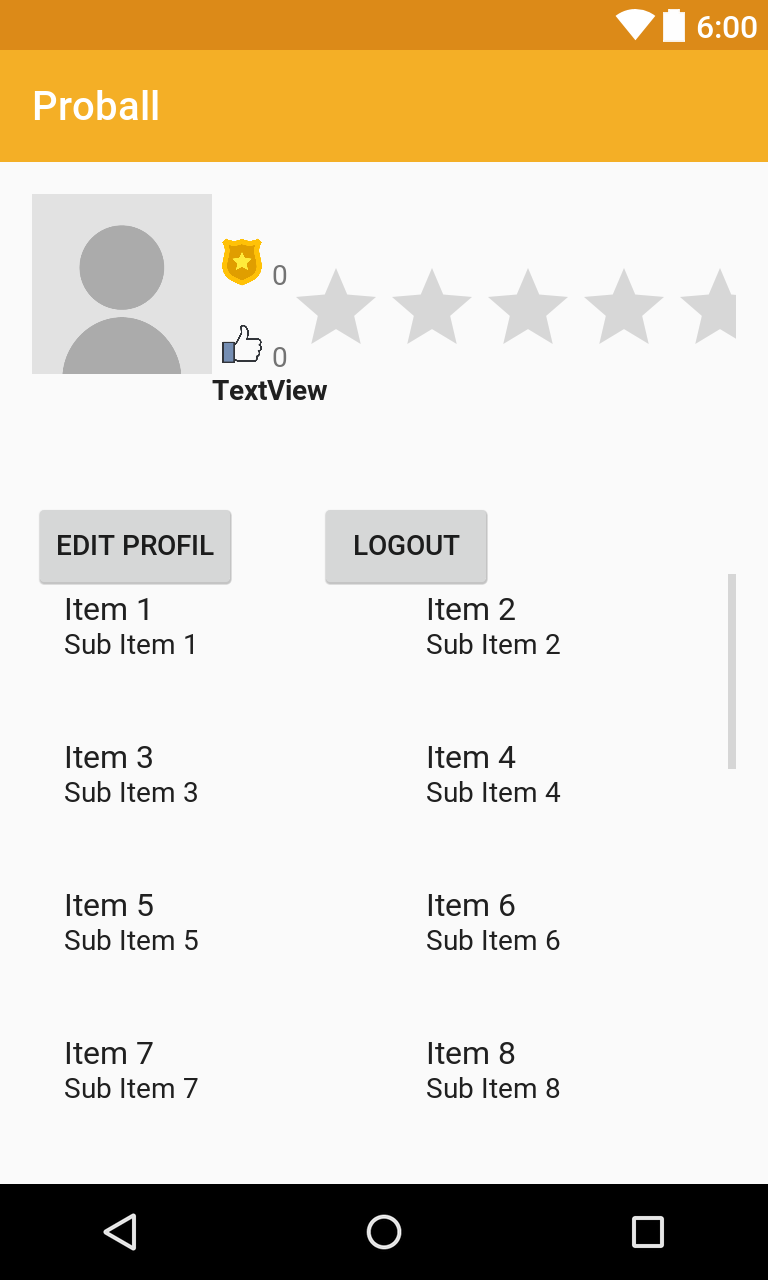 6:00
Proball
0
0
TextView
EDIT PROFIL
LOGOUT
Item 1
Sub Item 1
Item 2
Sub Item 2
Item 3
Sub Item 3
Item 4
Sub Item 4
Item 5
Sub Item 5
Item 6
Sub Item 6
Item 7
Sub Item 7
Item 8
Sub Item 8